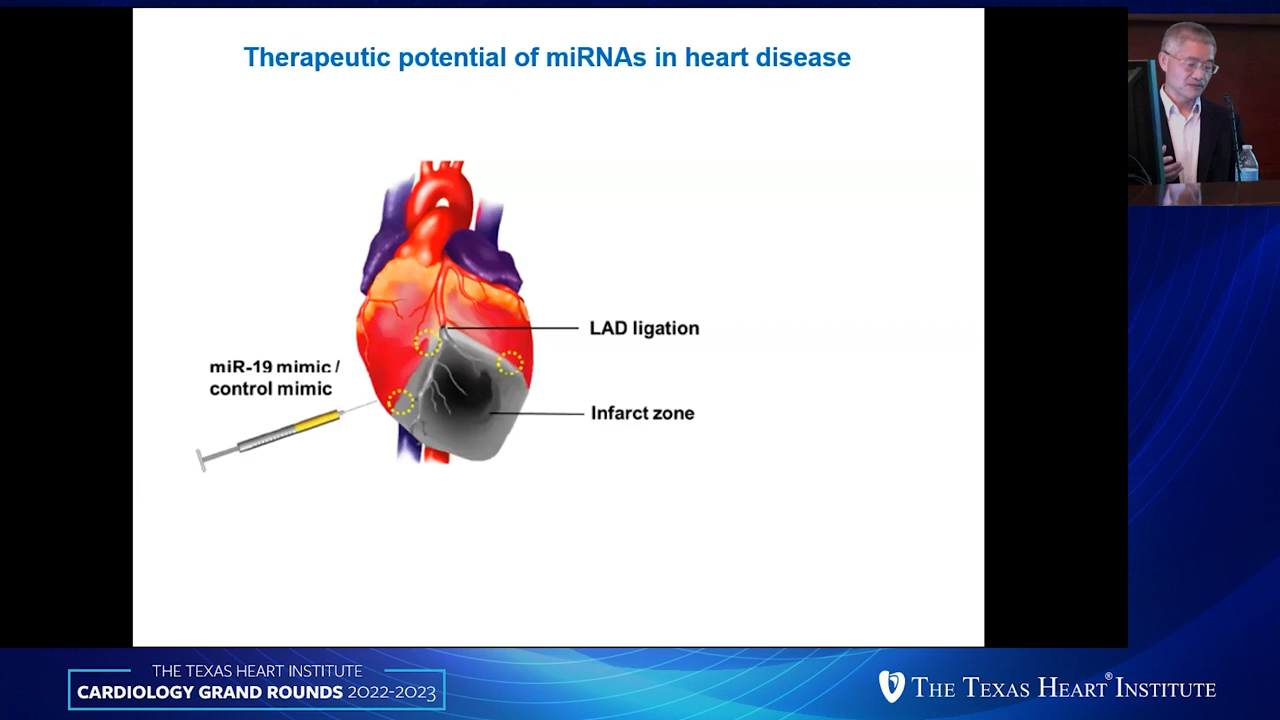 Therapeutic potential of miRNAs in heart disease
LAD ligation
miR-19 mimic /
control mimic
Infarct zone
THE TEXAS HEART INSTITUTE
CARDIOLOGY GRAND ROUNDS 2022-2023
THE TEXAS HEART® INSTITUTE